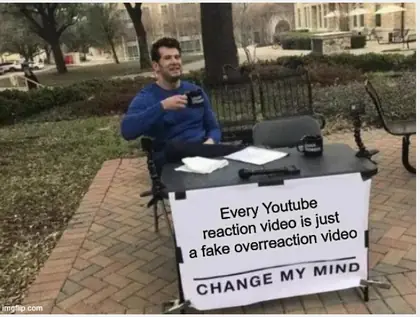 Every Youtube
reaction video is just
a fake overreaction video
CHANGE MY MIND
imgflip.com